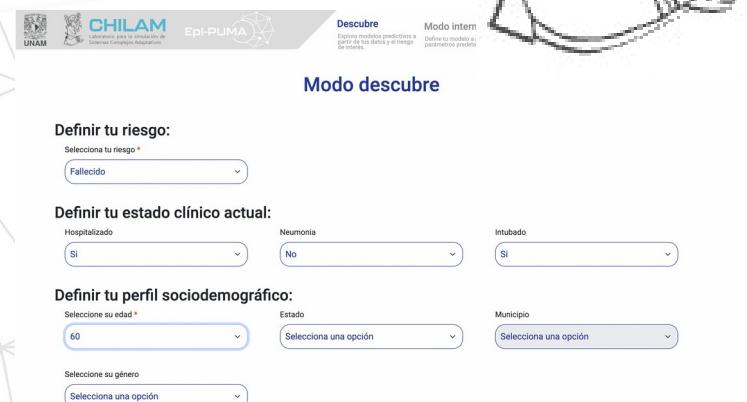 UNAM
CHILAM
Laboratorio para la simulación de
Sistemas Complejos Adaptativos
EpI-PUMA
Descubre
Explora modelos predictivos a
partir de tus datos y el riesgo
de interés.
Modo intern
Define tu modelo a
parámetros predete
Modo descubre
Definir tu riesgo:
Selecciona tu riesgo *
Fallecido
Definir tu estado clínico actual:
Hospitalizado
Neumonia
Intubado
Si
No
Si
Definir tu perfil sociodemográfico:
Seleccione su edad *
Estado
Municipio
60
Selecciona una opción
Selecciona una opción
Seleccione su género
Selecciona una opción